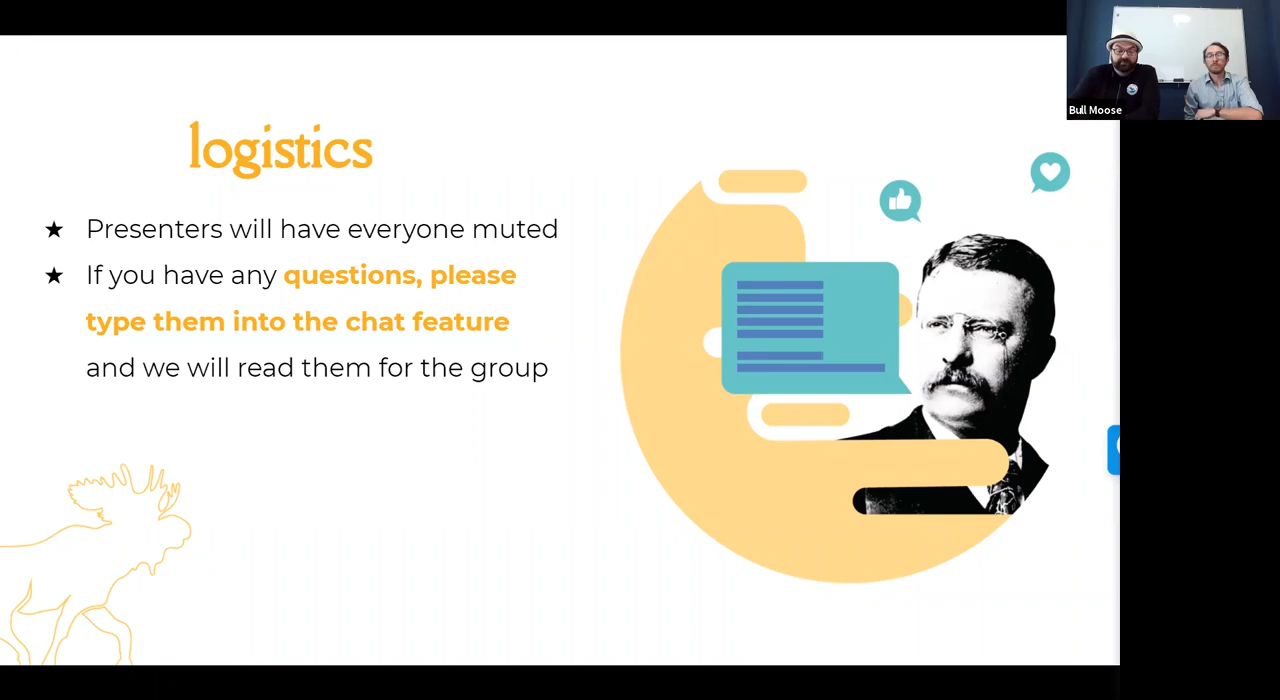 Bull Moose
logistics
★ Presenters will have everyone muted
★ If you have any questions, please
type them into the chat feature
and we will read them for the group